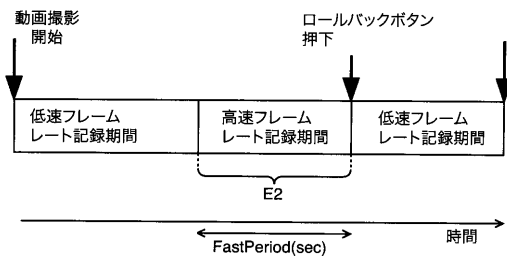 動画撮影
開始
ロールバックボタン
押下
低速フレーム
レート記録期間
高速フレーム
レート記録期間
低速フレーム
レート記録期間
E2
時間
FastPeriod(sec)